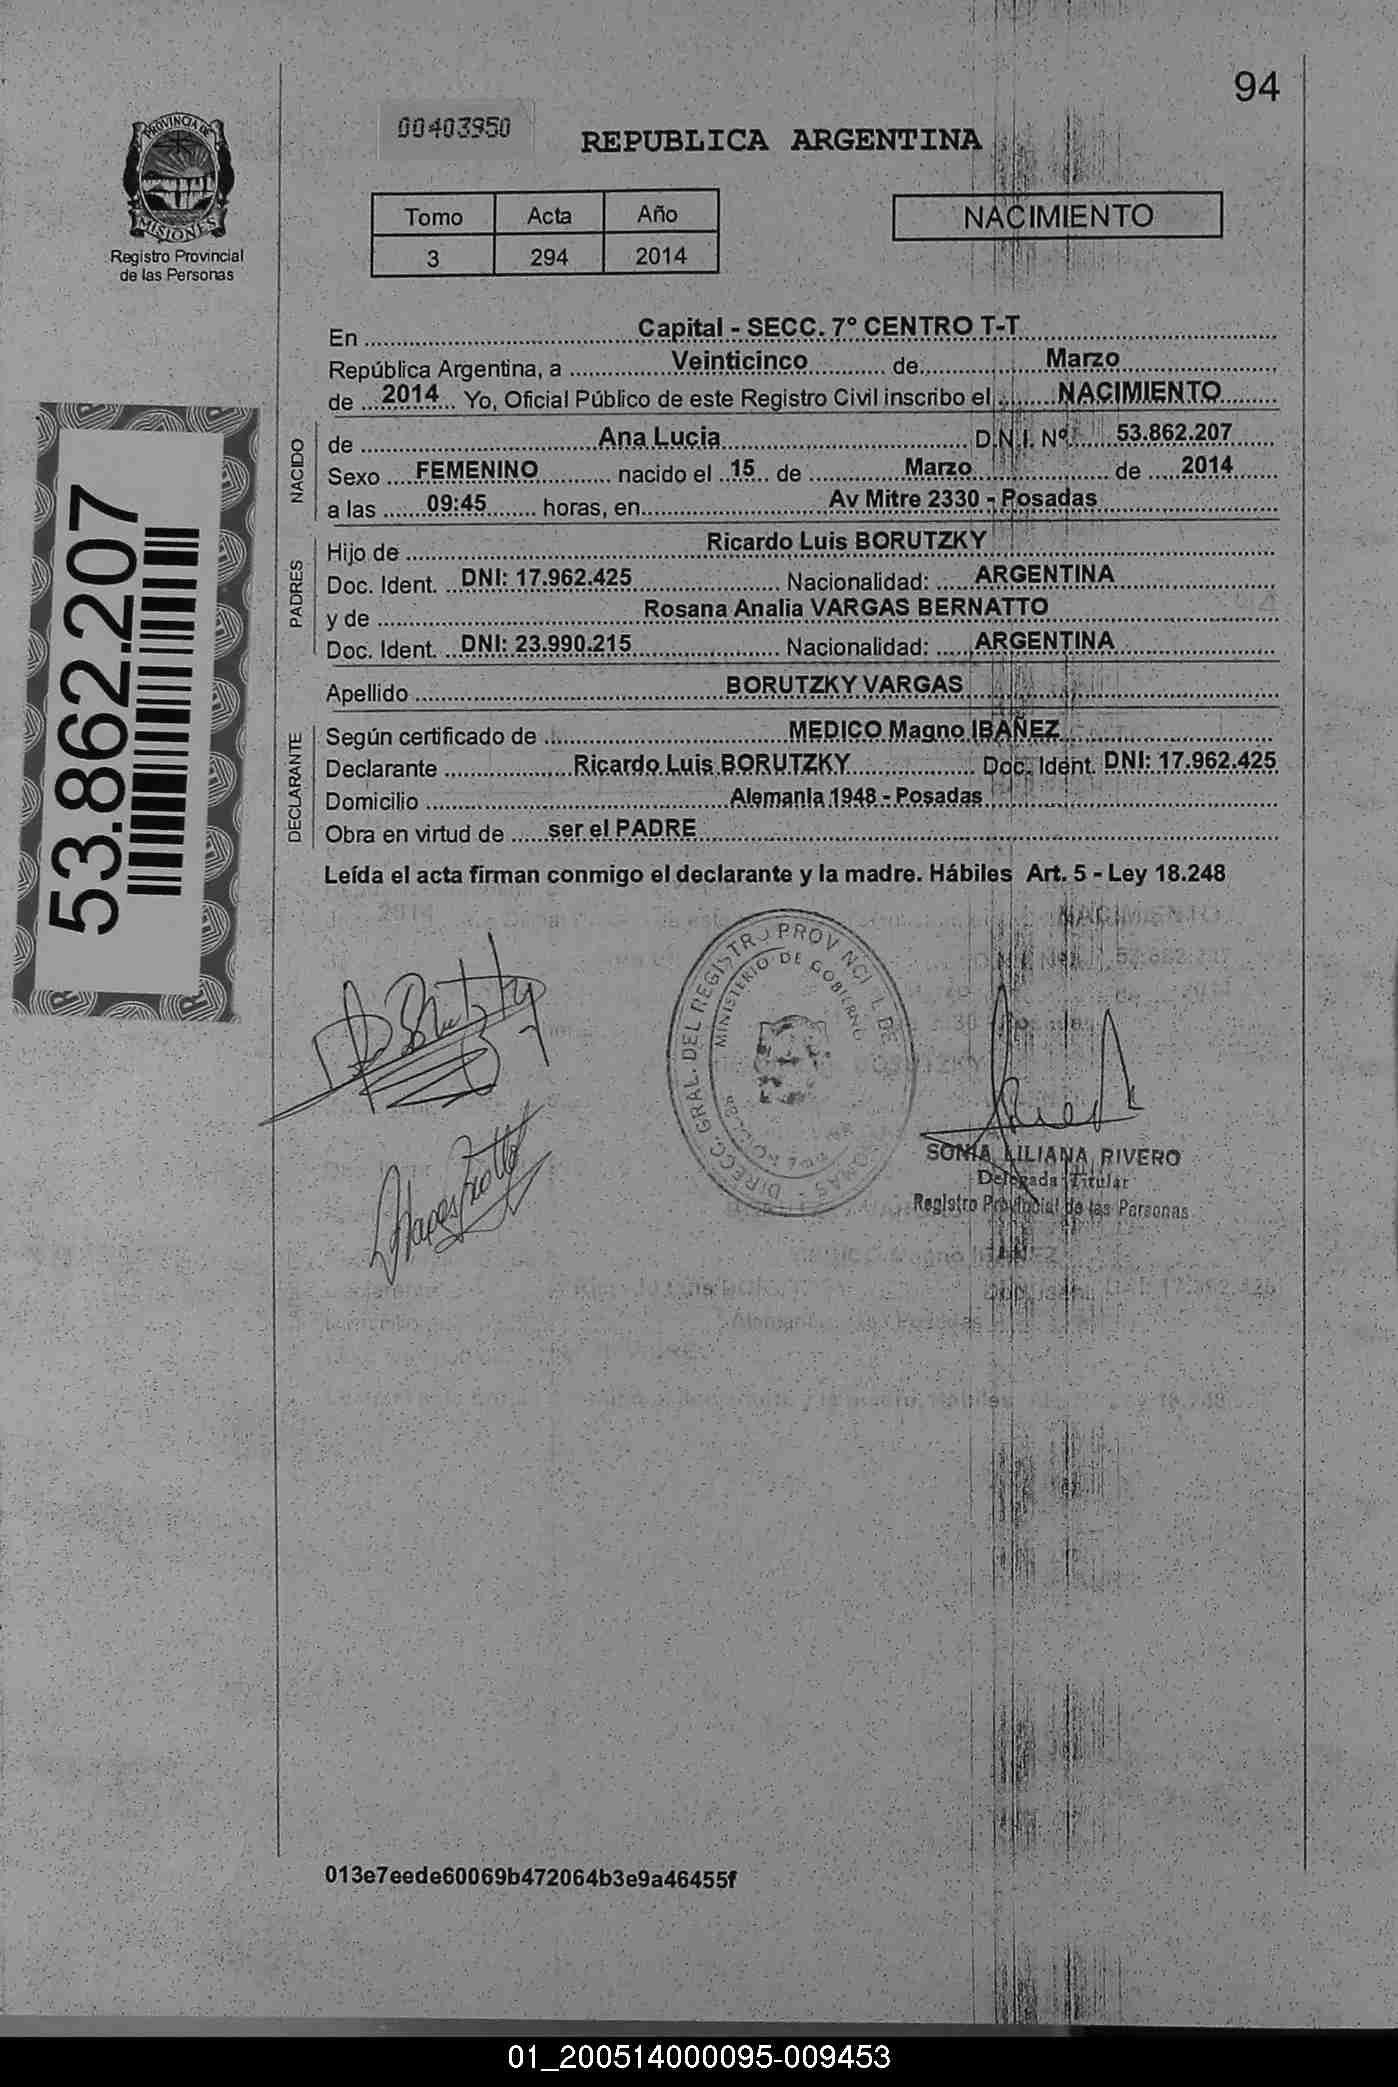 94
PROVINCIA DE
MISIONES
Registro Provincial
de las Personas
00403950
REPUBLICA ARGENTINA
Tomo Acta Año
3 294 2014
NACIMIENTO
En Capital - SECC. 7° CENTRO T-T
República Argentina, a Veinticinco de Marzo
de 2014 Yo, Oficial Público de este Registro Civil inscribo el NACIMIENTO
NACIDO
de Ana Lucia D.N.I. Nº 53.862.207
Sexo FEMENINO nacido el 15 de Marzo de 2014
a las 09:45 horas, en Av Mitre 2330 - Posadas
PADRES
Hijo de Ricardo Luis BORUTZKY
Doc. Ident. DNI: 17.962.425 Nacionalidad: ARGENTINA
y de Rosana Analia VARGAS BERNATTO
Doc. Ident. DNI: 23.990.215 Nacionalidad: ARGENTINA
Apellido BORUTZKY VARGAS
DECLARANTE
Según certificado de MEDICO Magno IBAÑEZ
Declarante Ricardo Luis BORUTZKY Doc. Ident. DNI: 17.962.425
Domicilio Alemania 1948 - Posadas
Obra en virtud de ser el PADRE
Leída el acta firman conmigo el declarante y la madre. Hábiles Art. 5 - Ley 18.248
53.862.207
DIRECC. GRAL. DEL REGISTRO
MINISTERIO DE GOBIERNO
SONIA LILIANA RIVERO
Delegada Titular
Registro Provincial de las Personas
013e7eede60069b472064b3e9a46455f
01_200514000095-009453